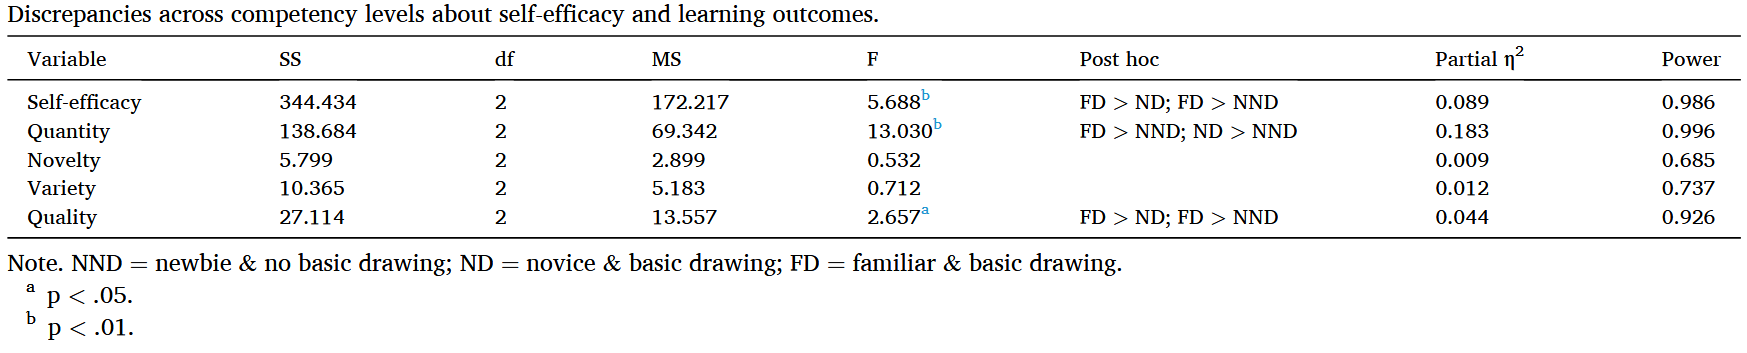 Discrepancies across competency levels about self-efficacy and learning outcomes.
Variable SS df MS F Post hoc Partial η2 Power
Self-efficacy 344.434 2 172.217 5.688b FD > ND; FD > NND 0.089 0.986
Quantity 138.684 2 69.342 13.030b FD > NND; ND > NND 0.183 0.996
Novelty 5.799 2 2.899 0.532 0.009 0.685
Variety 10.365 2 5.183 0.712 0.012 0.737
Quality 27.114 2 13.557 2.657a FD > ND; FD > NND 0.044 0.926
Note. NND = newbie & no basic drawing; ND = novice & basic drawing; FD = familiar & basic drawing.
a p < .05.
b p < .01.